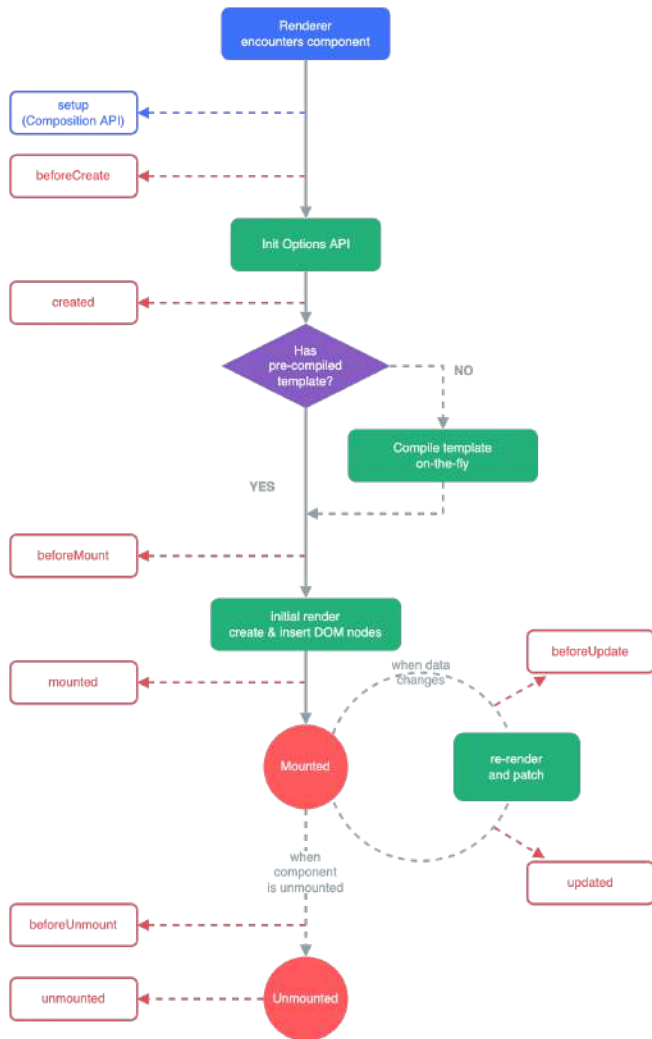 Renderer
encounters component
setup
(Composition API)
beforeCreate
Init Options API
created
Has
pre-compiled
template?
NO
Compile template
on-the-fly
YES
beforeMount
initial render
create & insert DOM nodes
beforeUpdate
when data
changes
mounted
Mounted
re-render
and patch
when
component
is unmounted
updated
beforeUnmount
unmounted
Unmounted